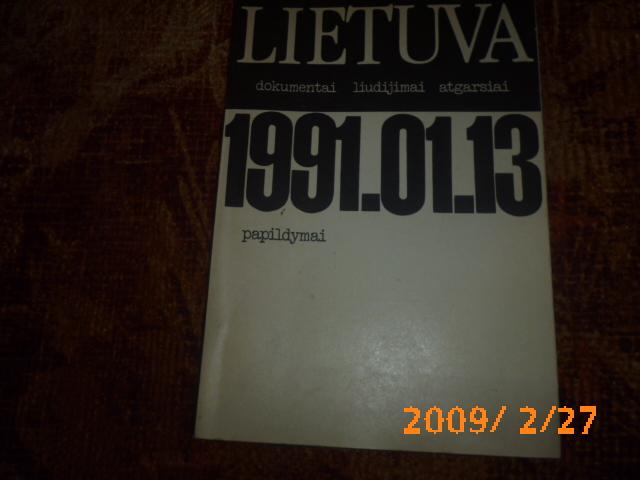 LIETUVA
dokumentai liudijimai atgarsiai
1991.01.13
papildymai
2009/ 2/27